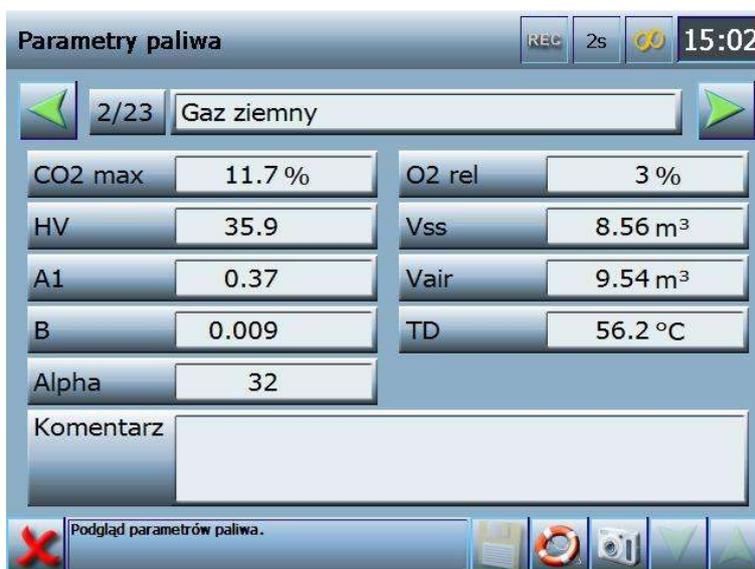 Parametry paliwa REC 2s 15:02
2/23 Gaz ziemny
CO2 max 11.7 % O2 rel 3 %
HV 35.9 Vss 8.56 m³
A1 0.37 Vair 9.54 m³
B 0.009 TD 56.2 °C
Alpha 32
Komentarz
Podgląd parametrów paliwa.